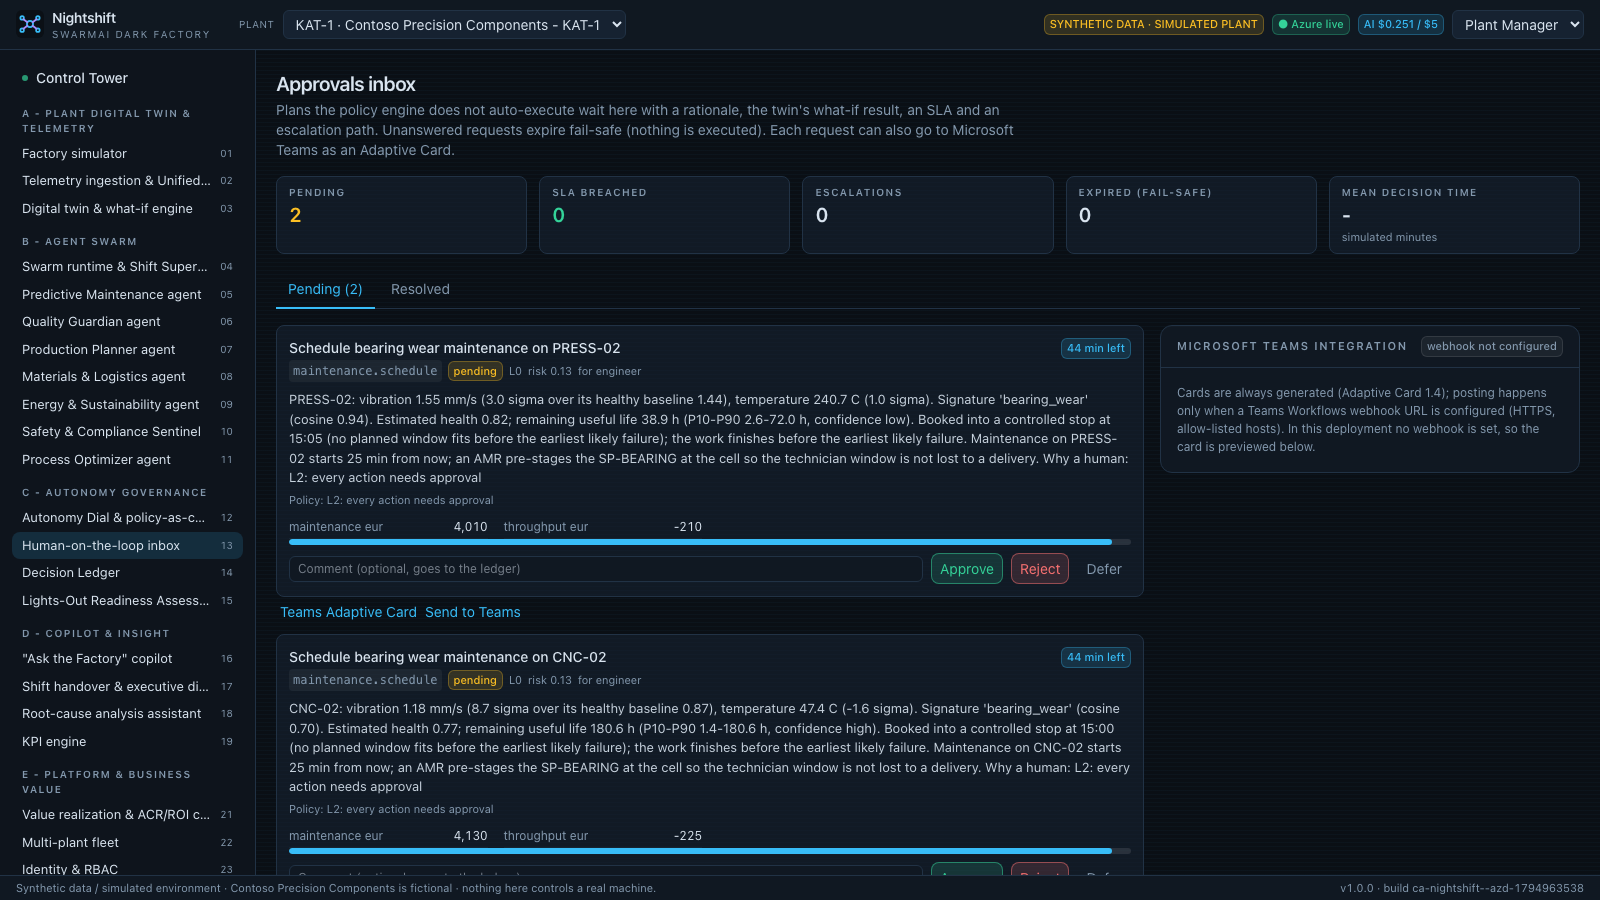 Nightshift
SWARMAI DARK FACTORY
PLANT
KAT-1 · Contoso Precision Components - KAT-1
SYNTHETIC DATA · SIMULATED PLANT
Azure live
AI $0.251 / $5
Plant Manager
Control Tower
A - PLANT DIGITAL TWIN &
TELEMETRY
Factory simulator 01
Telemetry ingestion & Unified... 02
Digital twin & what-if engine 03
B - AGENT SWARM
Swarm runtime & Shift Super... 04
Predictive Maintenance agent 05
Quality Guardian agent 06
Production Planner agent 07
Materials & Logistics agent 08
Energy & Sustainability agent 09
Safety & Compliance Sentinel 10
Process Optimizer agent 11
C - AUTONOMY GOVERNANCE
Autonomy Dial & policy-as-c... 12
Human-on-the-loop inbox 13
Decision Ledger 14
Lights-Out Readiness Assess... 15
D - COPILOT & INSIGHT
"Ask the Factory" copilot 16
Shift handover & executive di... 17
Root-cause analysis assistant 18
KPI engine 19
E - PLATFORM & BUSINESS
VALUE
Value realization & ACR/ROI c... 21
Multi-plant fleet 22
Identity & RBAC 23
Approvals inbox
Plans the policy engine does not auto-execute wait here with a rationale, the twin's what-if result, an SLA and an
escalation path. Unanswered requests expire fail-safe (nothing is executed). Each request can also go to Microsoft
Teams as an Adaptive Card.
PENDING
2
SLA BREACHED
0
ESCALATIONS
0
EXPIRED (FAIL-SAFE)
0
MEAN DECISION TIME
-
simulated minutes
Pending (2)
Resolved
Schedule bearing wear maintenance on PRESS-02
44 min left
maintenance.schedule pending L0 risk 0.13 for engineer
PRESS-02: vibration 1.55 mm/s (3.0 sigma over its healthy baseline 1.44), temperature 240.7 C (1.0 sigma). Signature 'bearing_wear'
(cosine 0.94). Estimated health 0.82; remaining useful life 38.9 h (P10-P90 2.6-72.0 h, confidence low). Booked into a controlled stop at
15:05 (no planned window fits before the earliest likely failure); the work finishes before the earliest likely failure. Maintenance on PRESS-
02 starts 25 min from now; an AMR pre-stages the SP-BEARING at the cell so the technician window is not lost to a delivery. Why a human:
L2: every action needs approval
Policy: L2: every action needs approval
maintenance eur 4,010 throughput eur -210
Comment (optional, goes to the ledger)
Approve
Reject
Defer
Teams Adaptive Card Send to Teams
Schedule bearing wear maintenance on CNC-02
44 min left
maintenance.schedule pending L0 risk 0.13 for engineer
CNC-02: vibration 1.18 mm/s (8.7 sigma over its healthy baseline 0.87), temperature 47.4 C (-1.6 sigma). Signature 'bearing_wear' (cosine
0.70). Estimated health 0.77; remaining useful life 180.6 h (P10-P90 1.4-180.6 h, confidence high). Booked into a controlled stop at 15:00
(no planned window fits before the earliest likely failure); the work finishes before the earliest likely failure. Maintenance on CNC-02 starts
25 min from now; an AMR pre-stages the SP-BEARING at the cell so the technician window is not lost to a delivery. Why a human: L2: every
action needs approval
Policy: L2: every action needs approval
maintenance eur 4,130 throughput eur -225
MICROSOFT TEAMS INTEGRATION
webhook not configured
Cards are always generated (Adaptive Card 1.4); posting happens
only when a Teams Workflows webhook URL is configured (HTTPS,
allow-listed hosts). In this deployment no webhook is set, so the
card is previewed below.
Synthetic data / simulated environment · Contoso Precision Components is fictional · nothing here controls a real machine.
v1.0.0 · build ca-nightshift--azd-1794963538